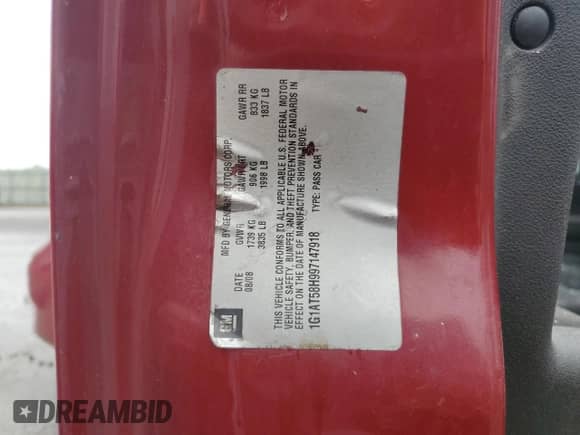 GM
MFD BY GENERAL MOTORS CORP.
DATE GVWR GAWR FRT GAWR RR
08/08 1739 KG 906 KG 833 KG
3835 LB 1998 LB 1837 LB
THIS VEHICLE CONFORMS TO ALL APPLICABLE U.S. FEDERAL MOTOR
VEHICLE SAFETY, BUMPER, AND THEFT PREVENTION STANDARDS IN
EFFECT ON THE DATE OF MANUFACTURE SHOWN ABOVE.
1G1AT58H997147918 TYPE: PASS CAR
DREAMBID